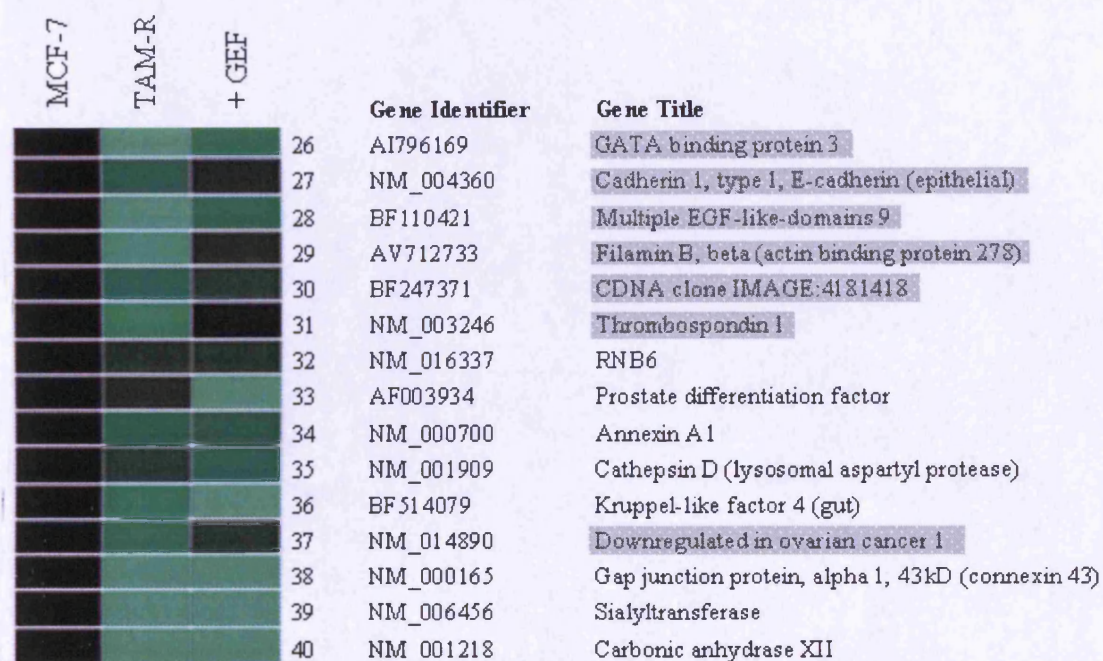 MCF-7 TAM-R + GEF
Gene Identifier Gene Title
26 AI796169 GATA binding protein 3
27 NM_004360 Cadherin 1, type 1, E-cadherin (epithelial)
28 BF110421 Multiple EGF-like-domains 9
29 AV712733 Filamin B, beta (actin binding protein 278)
30 BF247371 CDNA clone IMAGE:4181418
31 NM_003246 Thrombospondin 1
32 NM_016337 RNB6
33 AF003934 Prostate differentiation factor
34 NM_000700 Annexin A1
35 NM_001909 Cathepsin D (lysosomal aspartyl protease)
36 BF514079 Kruppel-like factor 4 (gut)
37 NM_014890 Downregulated in ovarian cancer 1
38 NM_000165 Gap junction protein, alpha 1, 43kD (connexin 43)
39 NM_006456 Sialyltransferase
40 NM_001218 Carbonic anhydrase XII